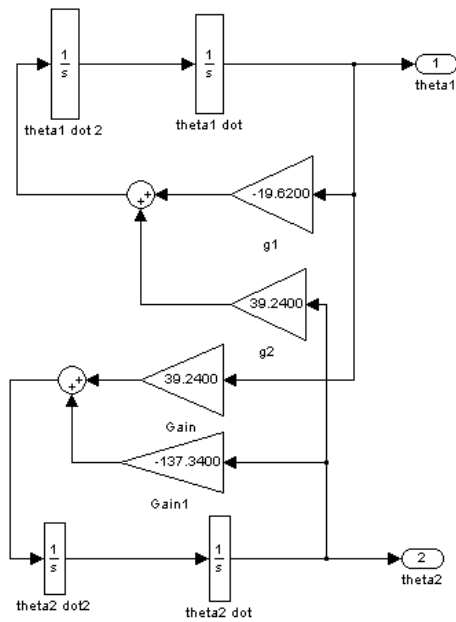 1
s
theta1 dot 2
1
s
theta1 dot
1
theta1
+
+
-19.6200
g1
39.2400
g2
+
+
39.2400
Gain
-137.3400
Gain1
1
s
theta2 dot2
1
s
theta2 dot
2
theta2